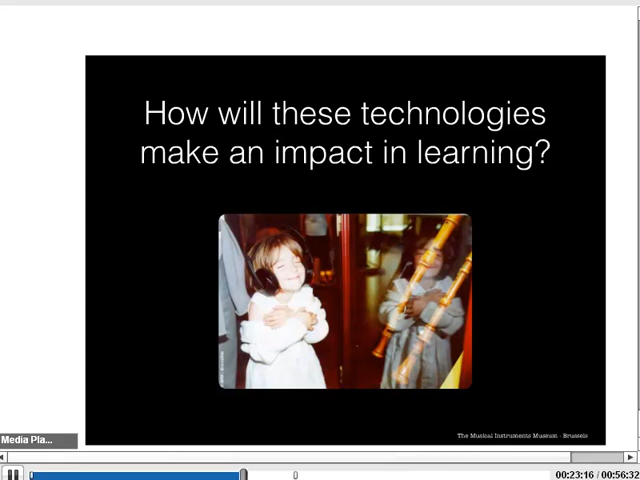 How will these technologies
make an impact in learning?
The Musical Instruments Museum - Brussels
Media Pla...
00:23:16 / 00:56:32